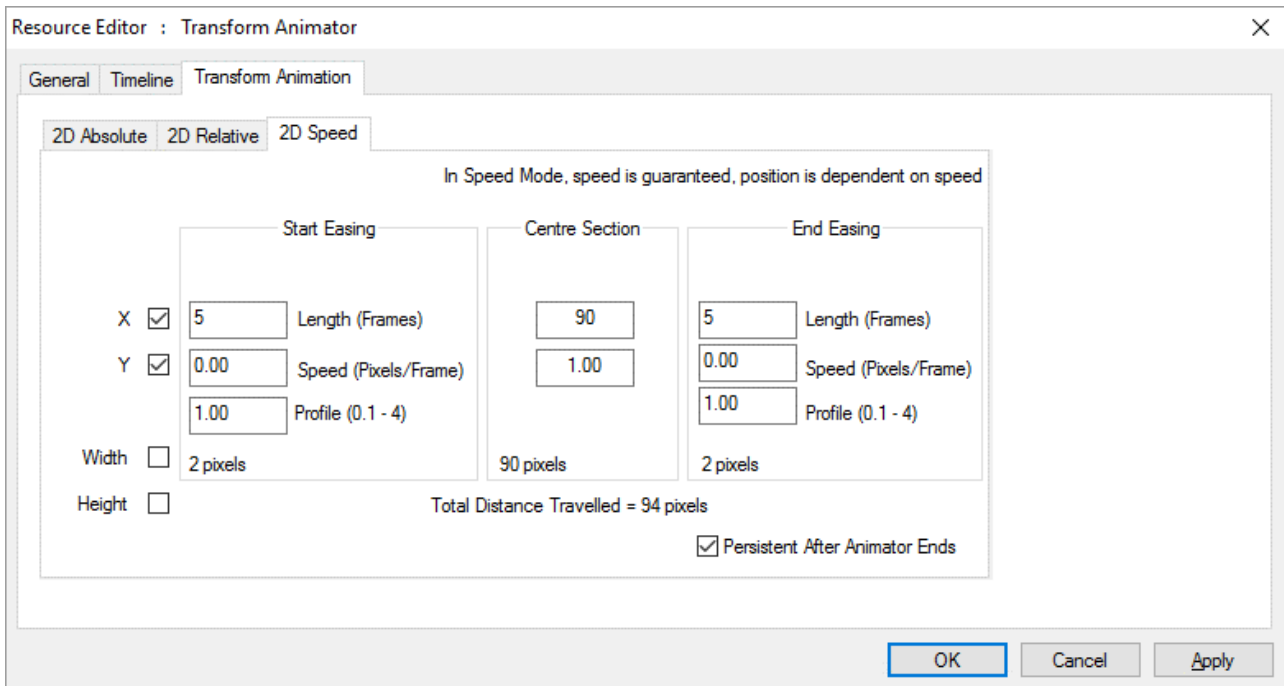 Resource Editor : Transform Animator
General Timeline Transform Animation
2D Absolute 2D Relative 2D Speed
In Speed Mode, speed is guaranteed, position is dependent on speed
Start Easing Centre Section End Easing
X 5 Length (Frames) 90 5 Length (Frames)
Y 0.00 Speed (Pixels/Frame) 1.00 0.00 Speed (Pixels/Frame)
1.00 Profile (0.1 - 4) 1.00 Profile (0.1 - 4)
Width 2 pixels 90 pixels 2 pixels
Height Total Distance Travelled = 94 pixels
Persistent After Animator Ends
OK Cancel Apply